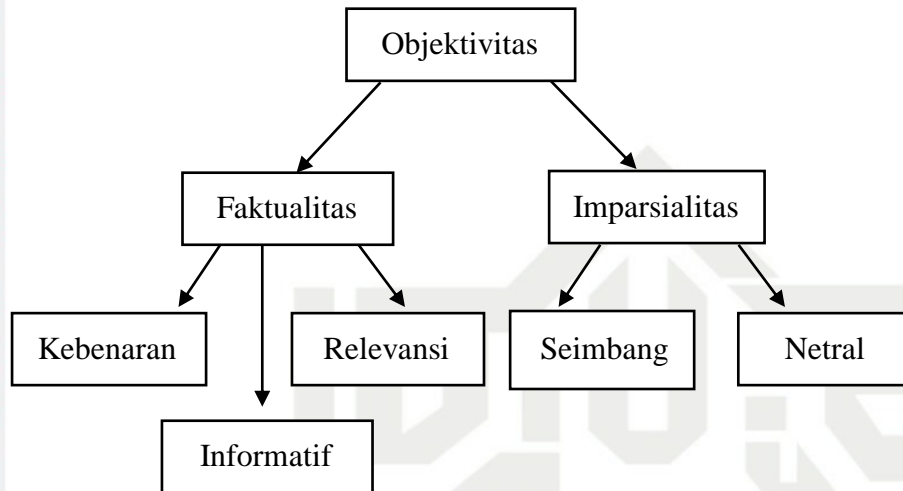 Objektivitas
Faktualitas
Imparsialitas
Kebenaran
Relevansi
Seimbang
Netral
Informatif